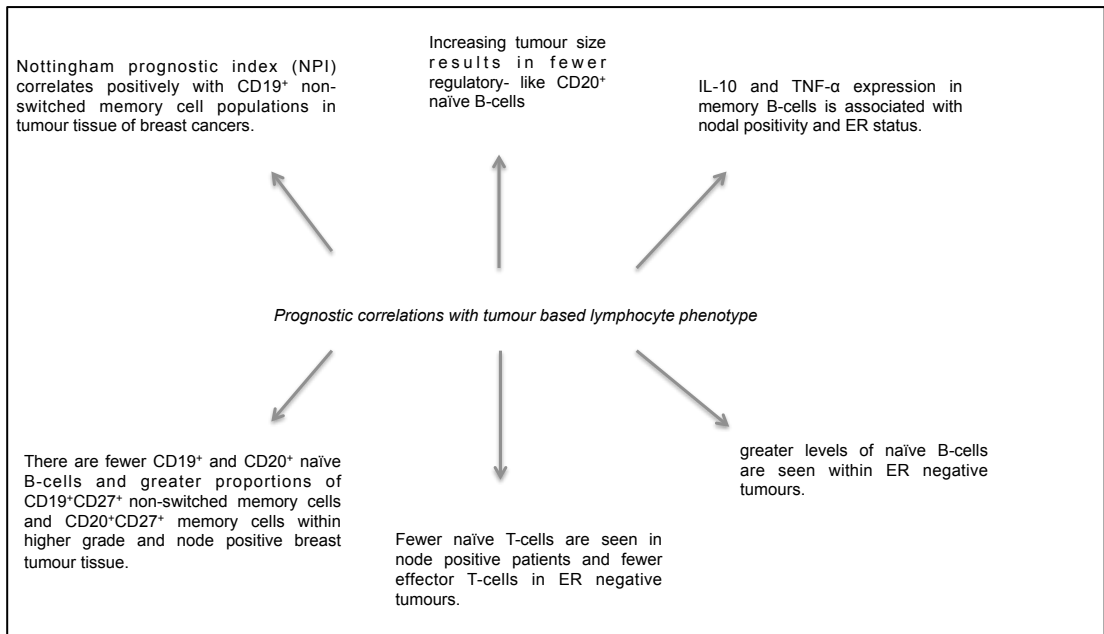 Nottingham prognostic index (NPI)
correlates positively with CD19⁺ non-
switched memory cell populations in
tumour tissue of breast cancers.
Increasing tumour size
results in fewer
regulatory- like CD20⁺
naïve B-cells
IL-10 and TNF-α expression in
memory B-cells is associated with
nodal positivity and ER status.
Prognostic correlations with tumour based lymphocyte phenotype
There are fewer CD19⁺ and CD20⁺ naïve
B-cells and greater proportions of
CD19⁺CD27⁺ non-switched memory cells
and CD20⁺CD27⁺ memory cells within
higher grade and node positive breast
tumour tissue.
Fewer naïve T-cells are seen in
node positive patients and fewer
effector T-cells in ER negative
tumours.
greater levels of naïve B-cells
are seen within ER negative
tumours.